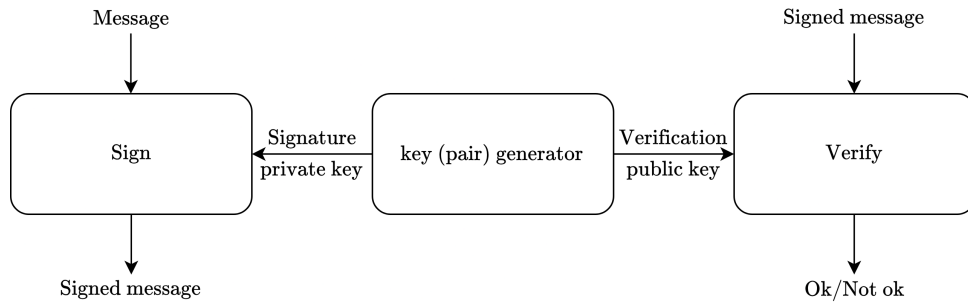 Message
Signed message
Sign
Signature
private key
key (pair) generator
Verification
public key
Verify
Signed message
Ok/Not ok